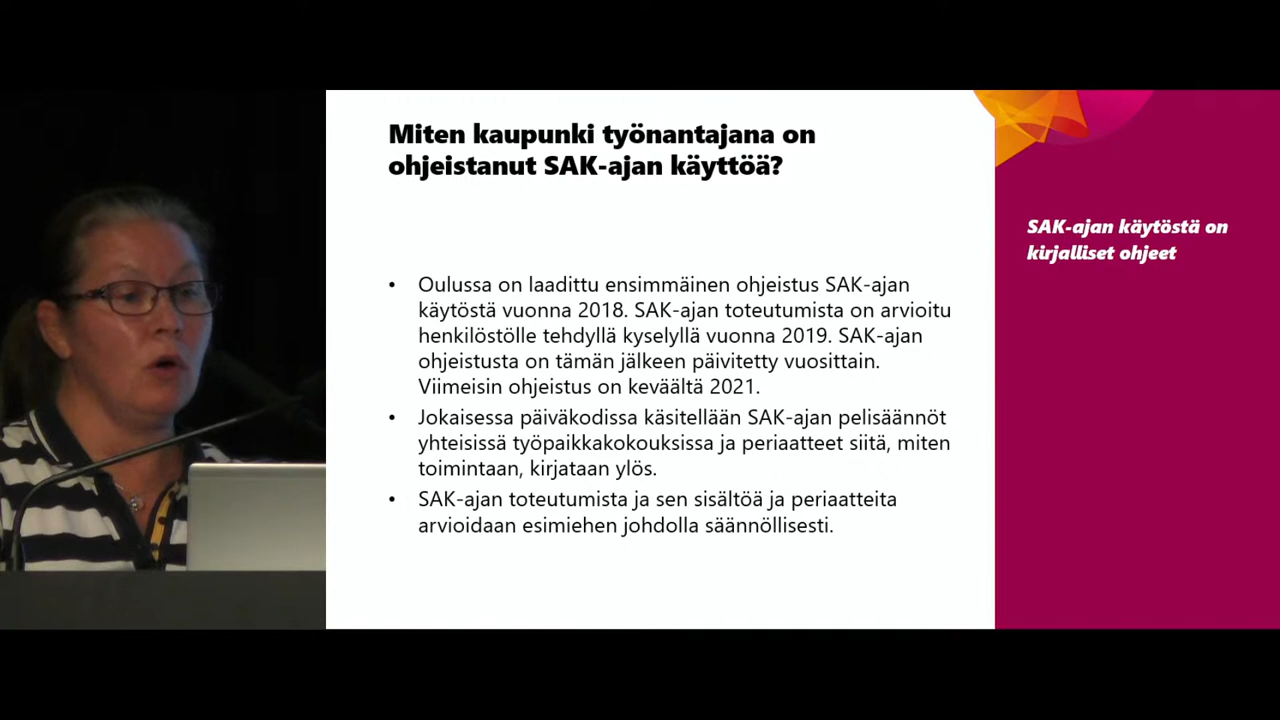 Miten kaupunki työnantajana on
ohjeistanut SAK-ajan käyttöä?
• Oulussa on laadittu ensimmäinen ohjeistus SAK-ajan
käytöstä vuonna 2018. SAK-ajan toteutumista on arvioitu
henkilöstölle tehdyllä kyselyllä vuonna 2019. SAK-ajan
ohjeistusta on tämän jälkeen päivitetty vuosittain.
Viimeisin ohjeistus on keväältä 2021.
• Jokaisessa päiväkodissa käsitellään SAK-ajan pelisäännöt
yhteisissä työpaikkakokouksissa ja periaatteet siitä, miten
toimintaan, kirjataan ylös.
• SAK-ajan toteutumista ja sen sisältöä ja periaatteita
arvioidaan esimiehen johdolla säännöllisesti.
SAK-ajan käytöstä on
kirjalliset ohjeet